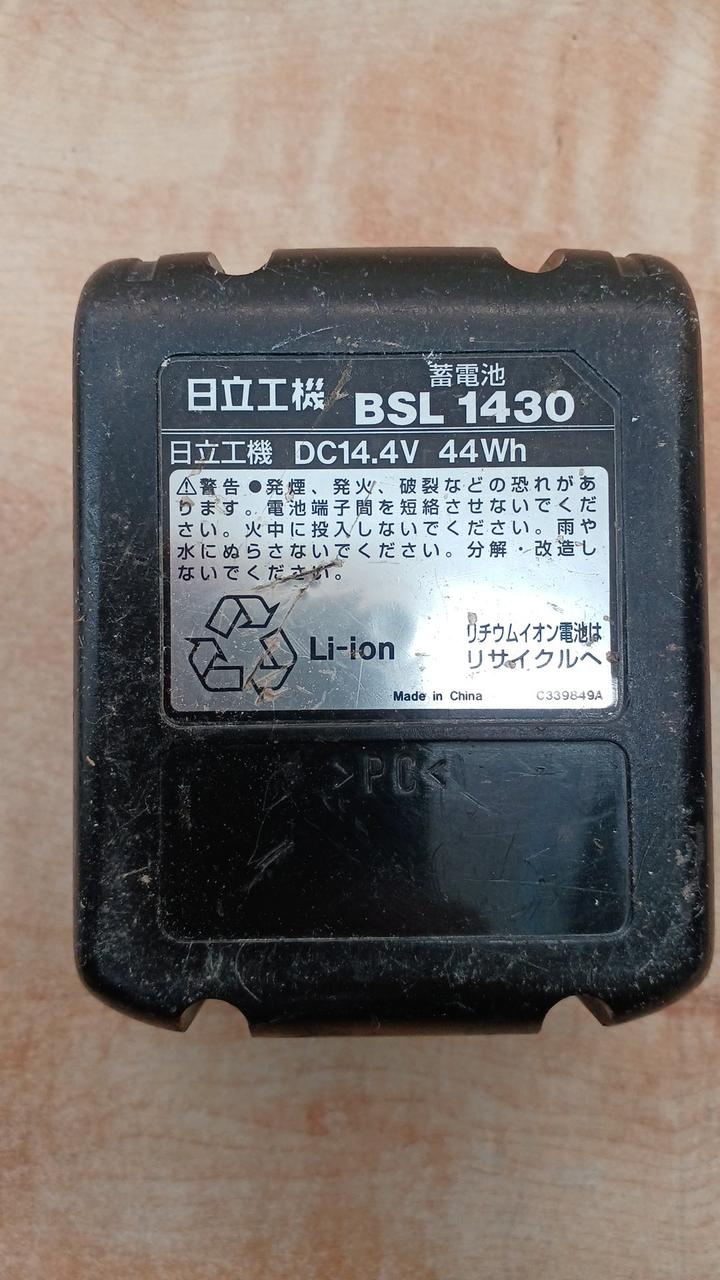 日立工機
蓄電池
BSL 1430
日立工機 DC14.4V 44Wh
⚠警告 ●発煙、発火、破裂などの恐れがあ
ります。電池端子間を短絡させないでくだ
さい。火中に投入しないでください。雨や
水にぬらさないでください。分解・改造し
ないでください。
Li-ion
リチウムイオン電池は
リサイクルへ
Made in China C339849A
>PC<